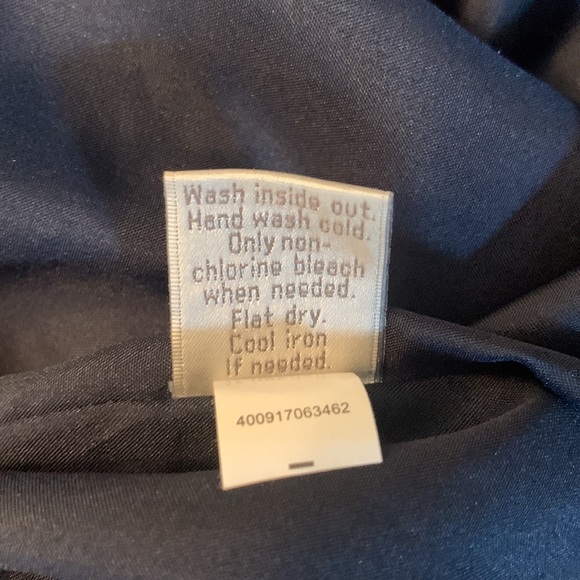 Wash inside out.
Hand wash cold.
Only non-
chlorine bleach
when needed.
Flat dry.
Cool iron
If needed.
400917063462